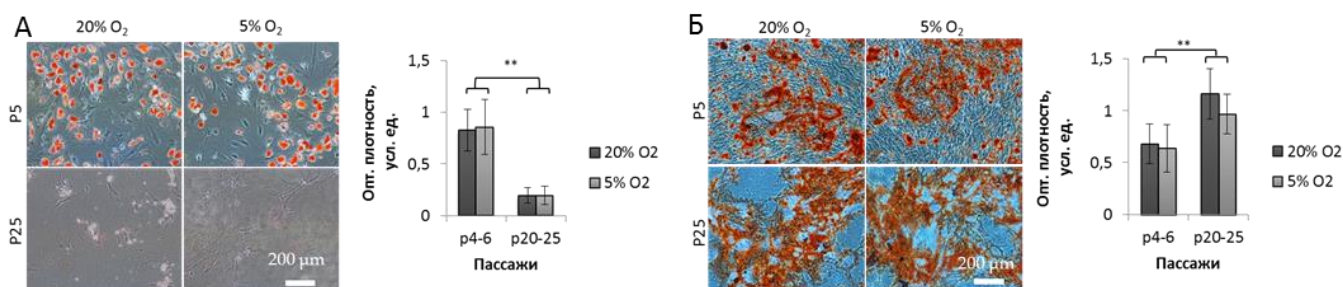 А
20% O₂
5% O₂
P5
P25
200 µm
1,5
1
0,5
0
**
Опт. плотность,
усл. ед.
p4-6
p20-25
Пассажи
20% O2
5% O2
Б
20% O₂
5% O₂
P5
P25
200 µm
1,5
1
0,5
0
**
Опт. плотность,
усл. ед.
p4-6
p20-25
Пассажи
20% O2
5% O2